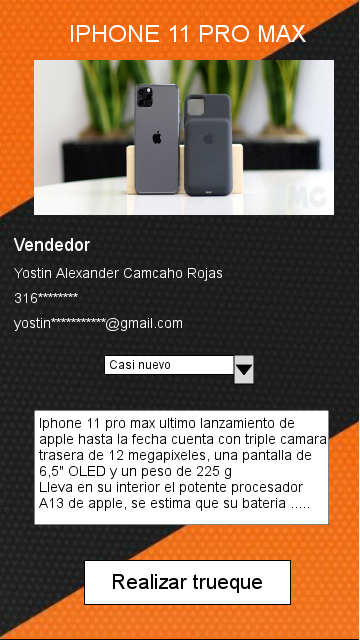 IPHONE 11 PRO MAX
MC
Vendedor
Yostin Alexander Camcaho Rojas
316********
yostin***********@gmail.com
Casi nuevo
Iphone 11 pro max ultimo lanzamiento de
apple hasta la fecha cuenta con triple camara
trasera de 12 megapixeles, una pantalla de
6,5" OLED y un peso de 225 g
Lleva en su interior el potente procesador
A13 de apple, se estima que su bateria .....
Realizar trueque